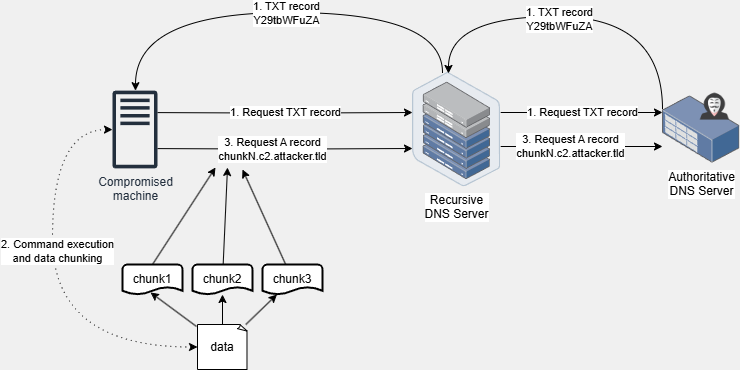 1. TXT record
Y29tbWFuZA
1. TXT record
Y29tbWFuZA
1. Request TXT record
1. Request TXT record
3. Request A record
chunkN.c2.attacker.tld
3. Request A record
chunkN.c2.attacker.tld
Compromised
machine
Recursive
DNS Server
Authoritative
DNS Server
2. Command execution
and data chunking
chunk1
chunk2
chunk3
data